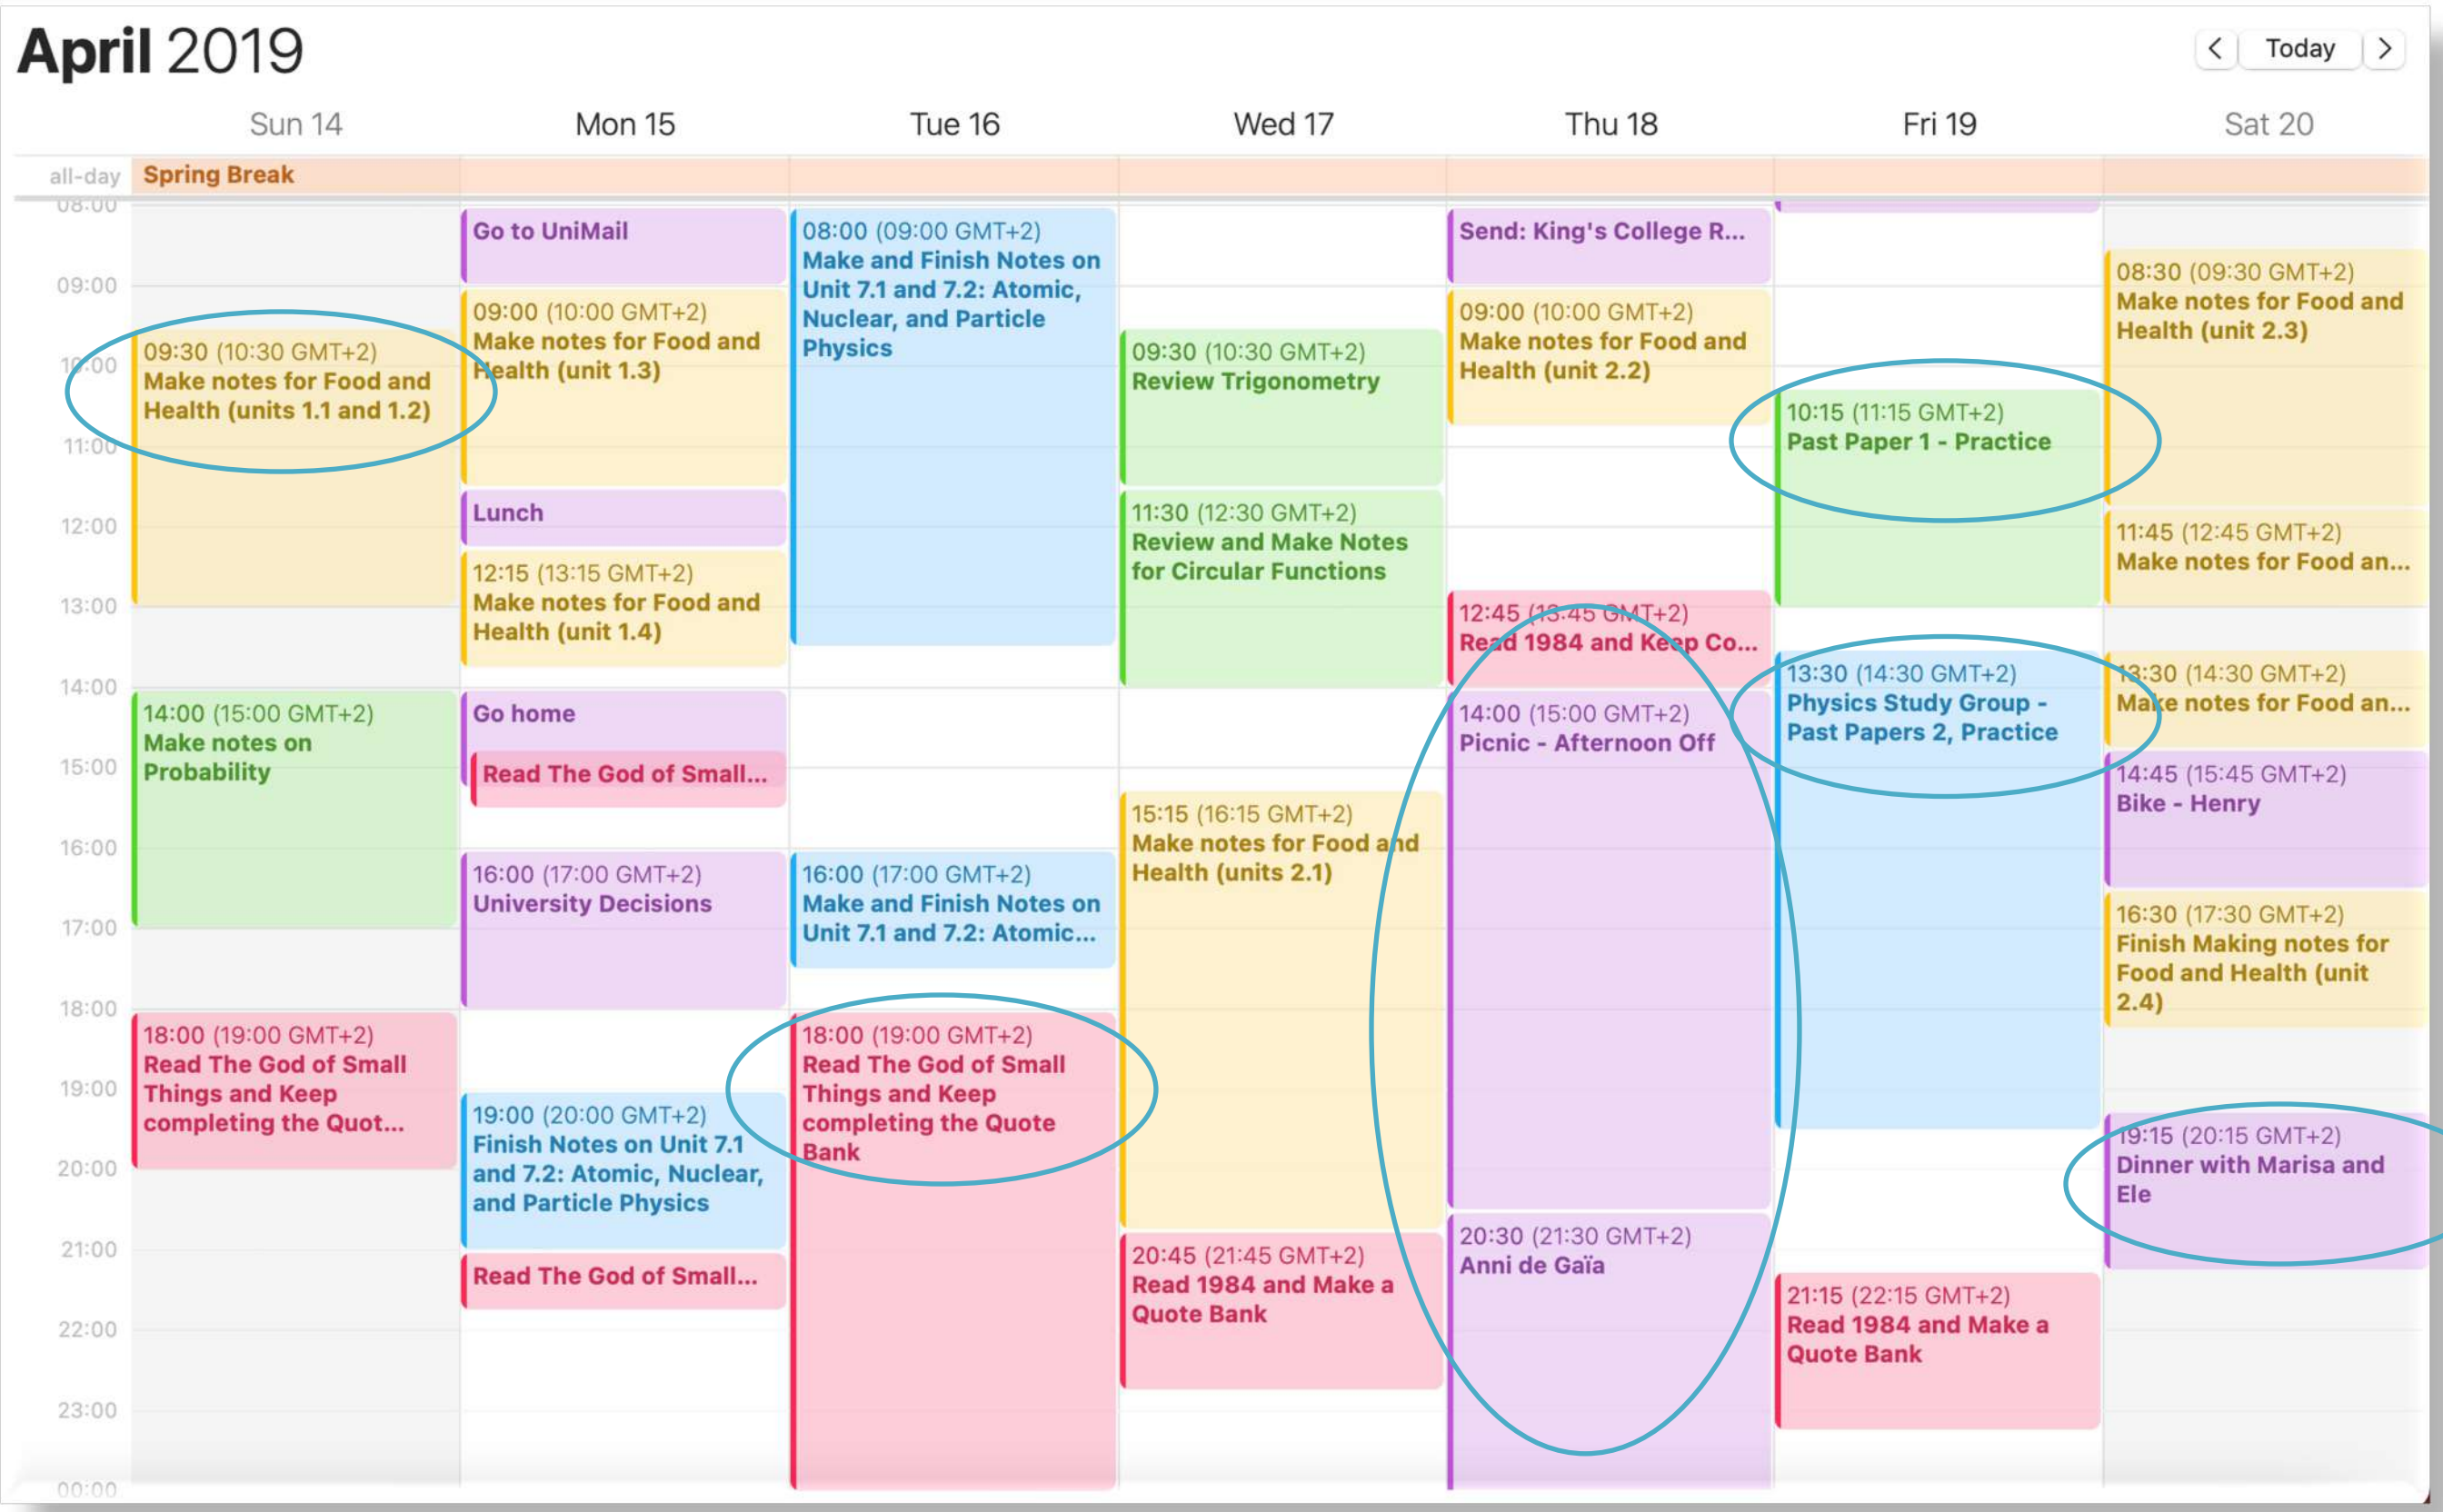 April 2019
Today
Sun 14
Mon 15
Tue 16
Wed 17
Thu 18
Fri 19
Sat 20
all-day
Spring Break
08:00
09:00
10:00
11:00
12:00
13:00
14:00
15:00
16:00
17:00
18:00
19:00
20:00
21:00
22:00
23:00
00:00
09:30 (10:30 GMT+2)
Make notes for Food and
Health (units 1.1 and 1.2)
14:00 (15:00 GMT+2)
Make notes on
Probability
18:00 (19:00 GMT+2)
Read The God of Small
Things and Keep
completing the Quot...
Go to UniMail
09:00 (10:00 GMT+2)
Make notes for Food and
Health (unit 1.3)
Lunch
12:15 (13:15 GMT+2)
Make notes for Food and
Health (unit 1.4)
Go home
Read The God of Small...
16:00 (17:00 GMT+2)
University Decisions
19:00 (20:00 GMT+2)
Finish Notes on Unit 7.1
and 7.2: Atomic, Nuclear,
and Particle Physics
Read The God of Small...
08:00 (09:00 GMT+2)
Make and Finish Notes on
Unit 7.1 and 7.2: Atomic,
Nuclear, and Particle
Physics
16:00 (17:00 GMT+2)
Make and Finish Notes on
Unit 7.1 and 7.2: Atomic...
18:00 (19:00 GMT+2)
Read The God of Small
Things and Keep
completing the Quote
Bank
09:30 (10:30 GMT+2)
Review Trigonometry
11:30 (12:30 GMT+2)
Review and Make Notes
for Circular Functions
15:15 (16:15 GMT+2)
Make notes for Food and
Health (units 2.1)
20:45 (21:45 GMT+2)
Read 1984 and Make a
Quote Bank
Send: King's College R...
09:00 (10:00 GMT+2)
Make notes for Food and
Health (unit 2.2)
12:45 (13:45 GMT+2)
Read 1984 and Keep Co...
14:00 (15:00 GMT+2)
Picnic - Afternoon Off
20:30 (21:30 GMT+2)
Anni de Gaïa
10:15 (11:15 GMT+2)
Past Paper 1 - Practice
13:30 (14:30 GMT+2)
Physics Study Group -
Past Papers 2, Practice
21:15 (22:15 GMT+2)
Read 1984 and Make a
Quote Bank
08:30 (09:30 GMT+2)
Make notes for Food and
Health (unit 2.3)
11:45 (12:45 GMT+2)
Make notes for Food an...
13:30 (14:30 GMT+2)
Make notes for Food an...
14:45 (15:45 GMT+2)
Bike - Henry
16:30 (17:30 GMT+2)
Finish Making notes for
Food and Health (unit
2.4)
19:15 (20:15 GMT+2)
Dinner with Marisa and
Ele